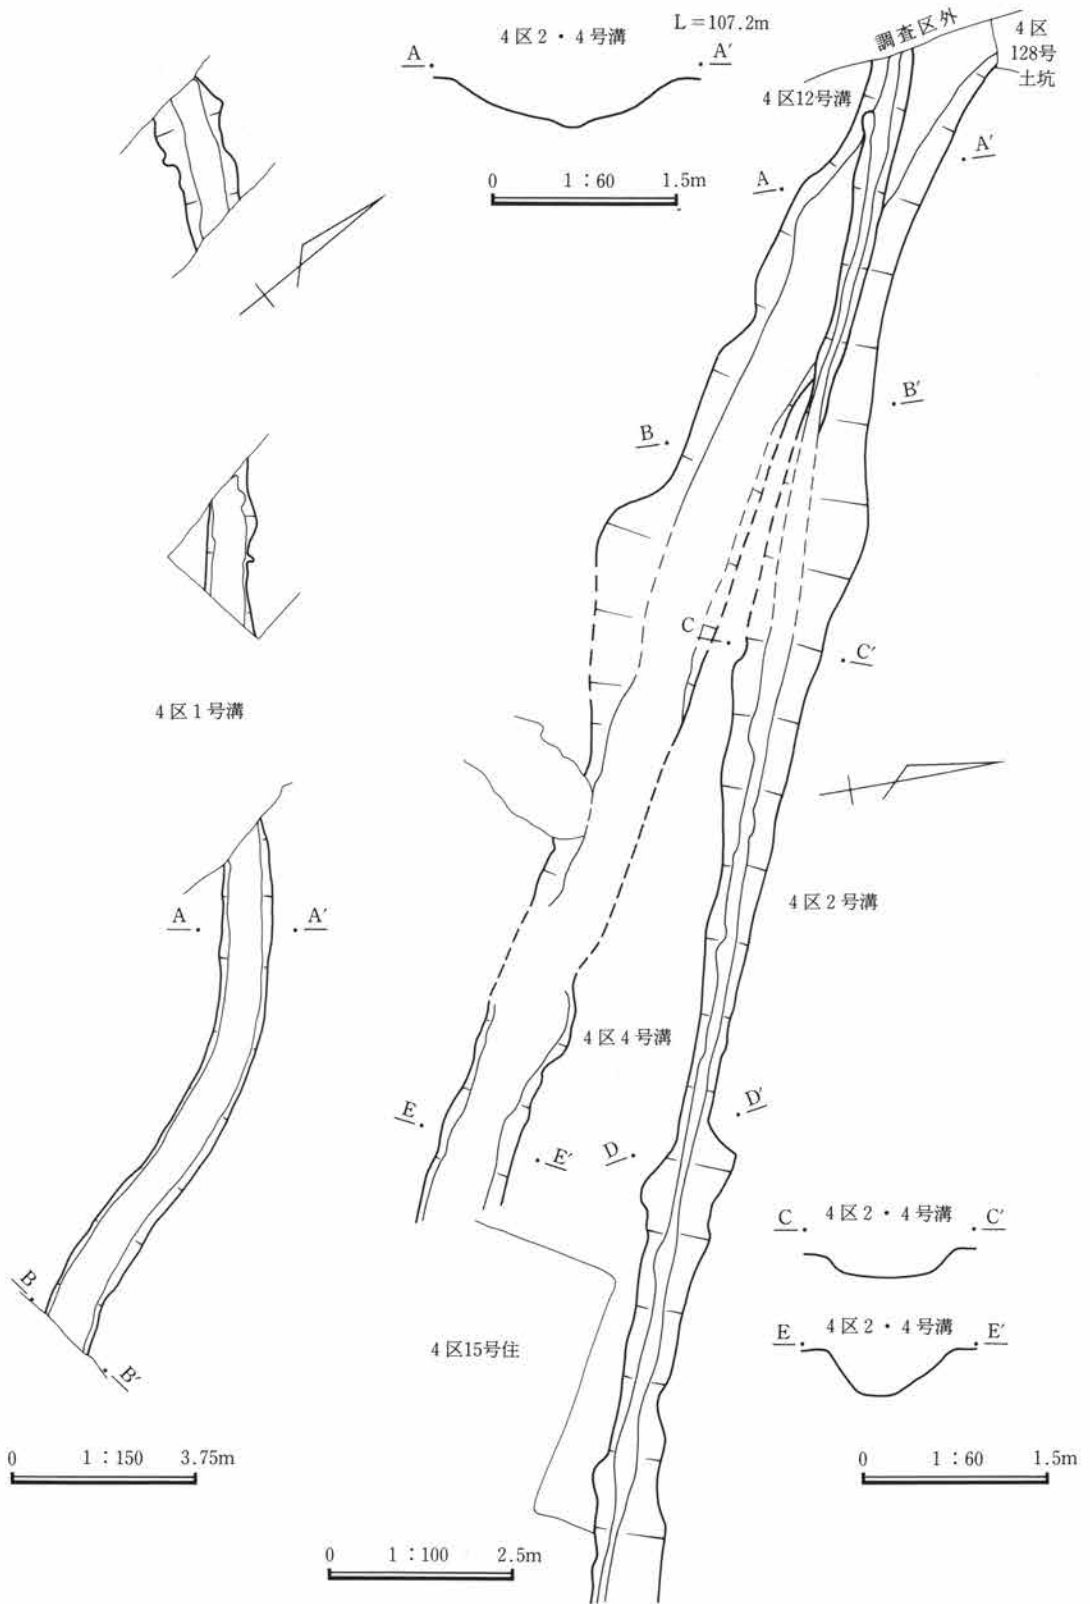 4区2・4号溝
L=107.2m
A
A′
0 1:60 1.5m
調査区外
4区
128号
土坑
4区12号溝
A
A′
B
B′
C
C′
4区1号溝
4区2号溝
A
A′
4区4号溝
E
E′
D
D′
C 4区2・4号溝 C′
E 4区2・4号溝 E′
B
B′
4区15号住
0 1:150 3.75m
0 1:60 1.5m
0 1:100 2.5m